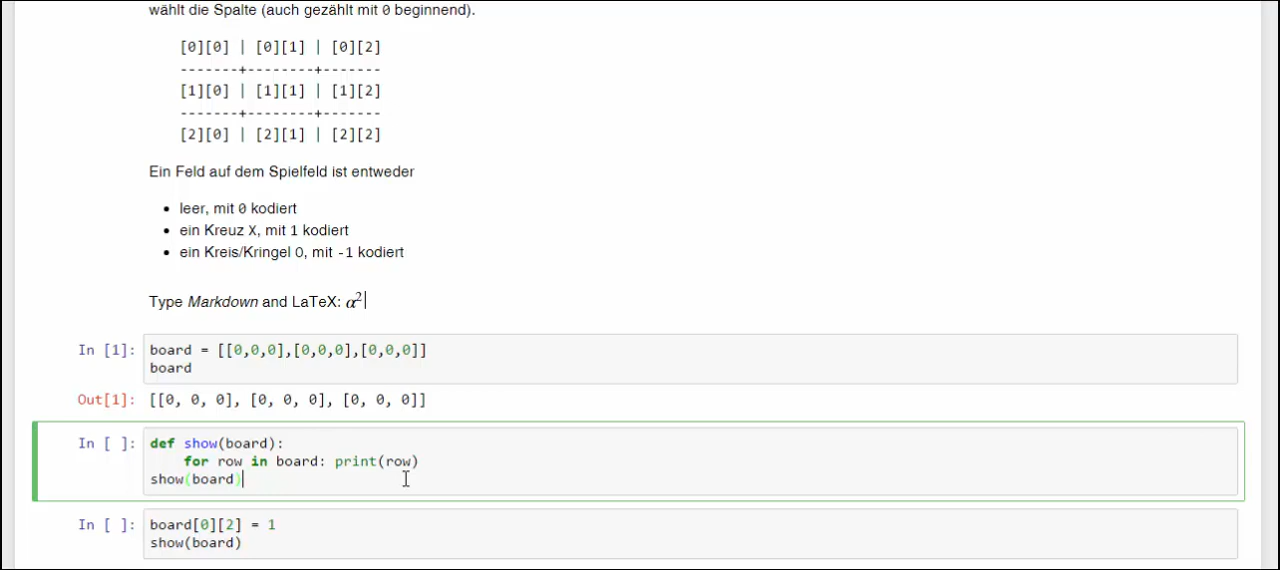 wählt die Spalte (auch gezählt mit 0 beginnend).
[0][0] | [0][1] | [0][2]
-------+--------+-------
[1][0] | [1][1] | [1][2]
-------+--------+-------
[2][0] | [2][1] | [2][2]
Ein Feld auf dem Spielfeld ist entweder
• leer, mit 0 kodiert
• ein Kreuz X, mit 1 kodiert
• ein Kreis/Kringel O, mit -1 kodiert
Type Markdown and LaTeX: α²
In [1]: board = [[0,0,0],[0,0,0],[0,0,0]]
board
Out[1]: [[0, 0, 0], [0, 0, 0], [0, 0, 0]]
In [ ]: def show(board):
for row in board: print(row)
show(board)
In [ ]: board[0][2] = 1
show(board)